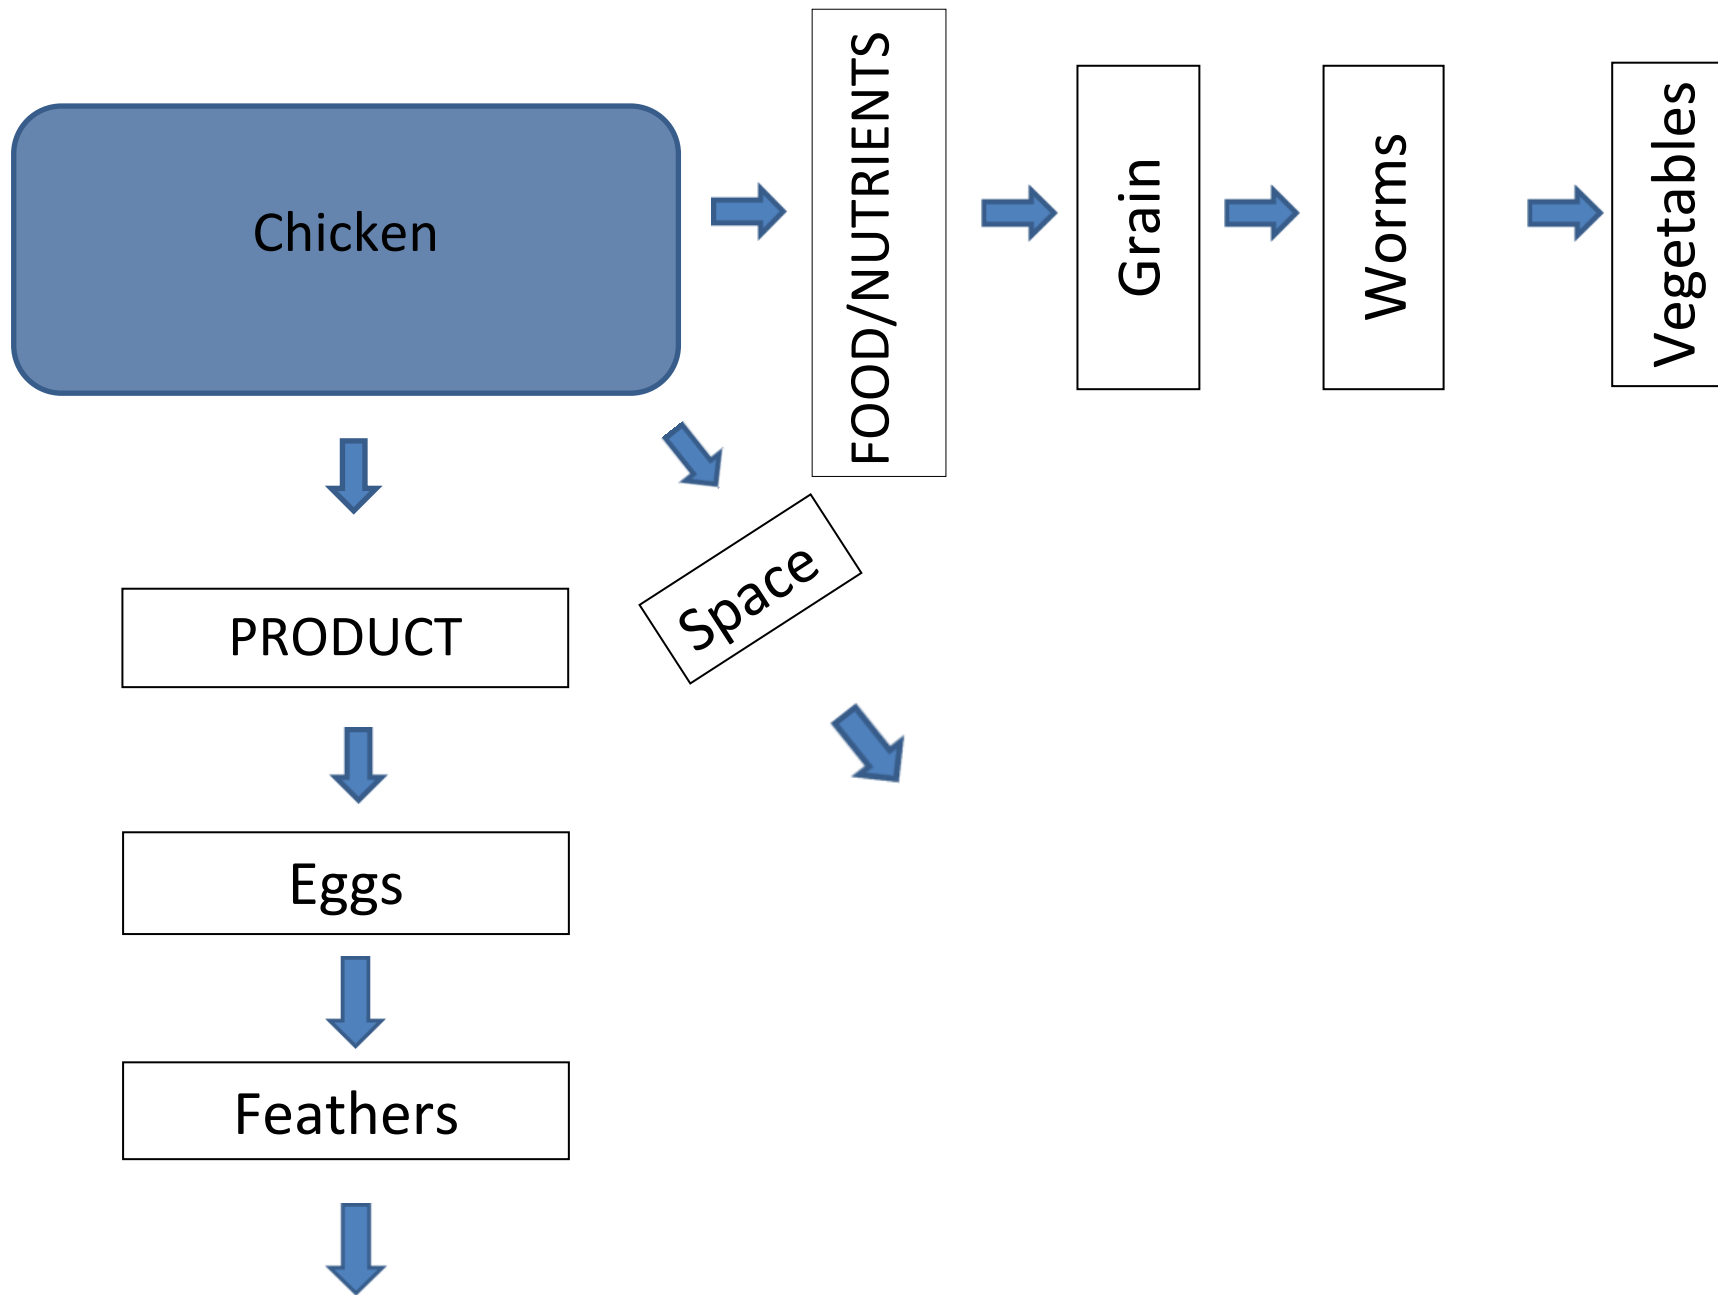 Chicken
FOOD/NUTRIENTS
Grain
Worms
Vegetables
Space
PRODUCT
Eggs
Feathers